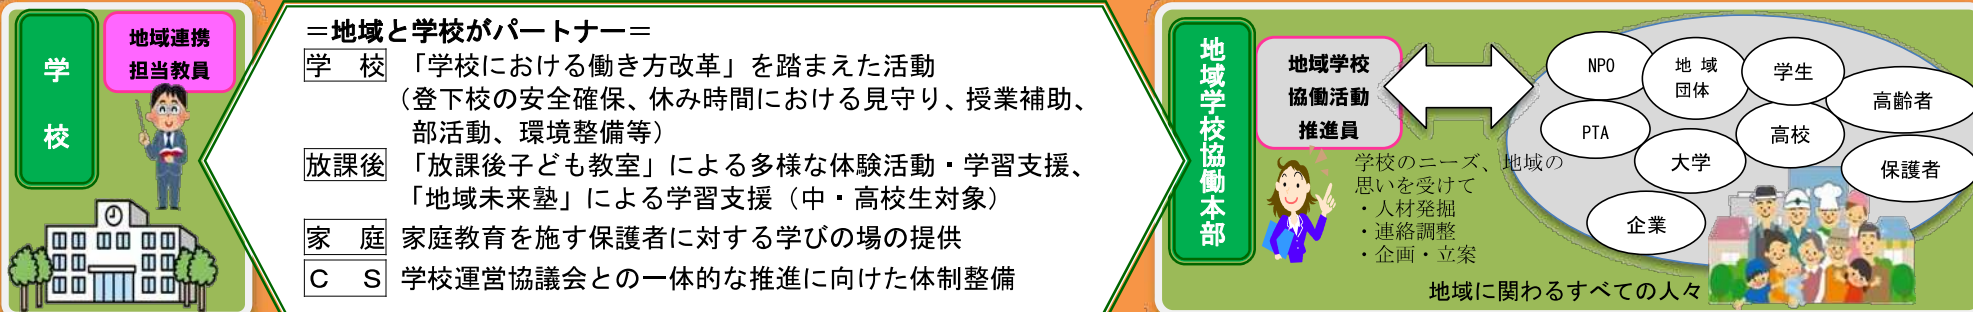 学校
地域連携
担当教員
＝地域と学校がパートナー＝
学　校　「学校における働き方改革」を踏まえた活動
（登下校の安全確保、休み時間における見守り、授業補助、
部活動、環境整備等）
放課後　「放課後子ども教室」による多様な体験活動・学習支援、
「地域未来塾」による学習支援（中・高校生対象）
家　庭　家庭教育を施す保護者に対する学びの場の提供
Ｃ　Ｓ　学校運営協議会との一体的な推進に向けた体制整備
地域学校協働本部
地域学校
協働活動
推進員
学校のニーズ、地域の
思いを受けて
・人材発掘
・連絡調整
・企画・立案
NPO
地 域
団体
学生
高齢者
PTA
大学
高校
保護者
企業
地域に関わるすべての人々